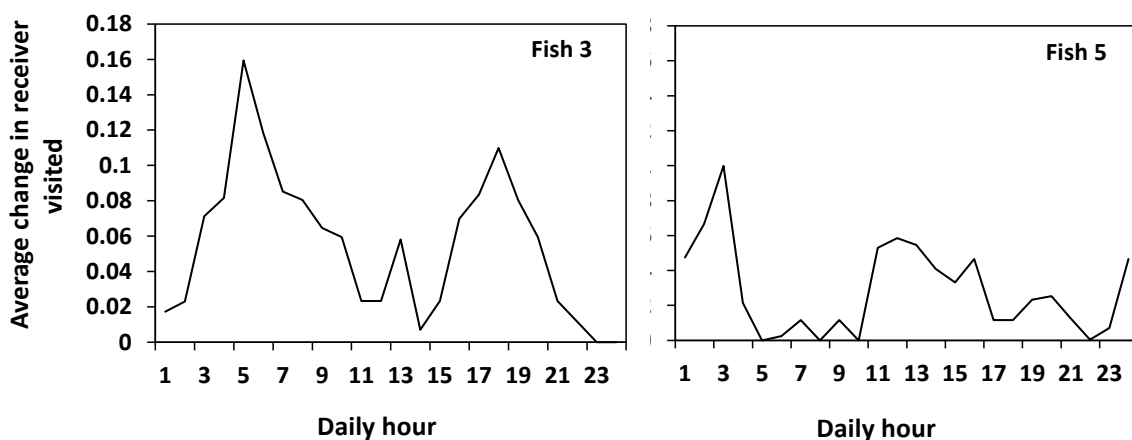 Average change in receiver
visited
Fish 3
0.18
0.16
0.14
0.12
0.1
0.08
0.06
0.04
0.02
0
1 3 5 7 9 11 13 15 17 19 21 23
Daily hour
Fish 5
1 3 5 7 9 11 13 15 17 19 21 23
Daily hour